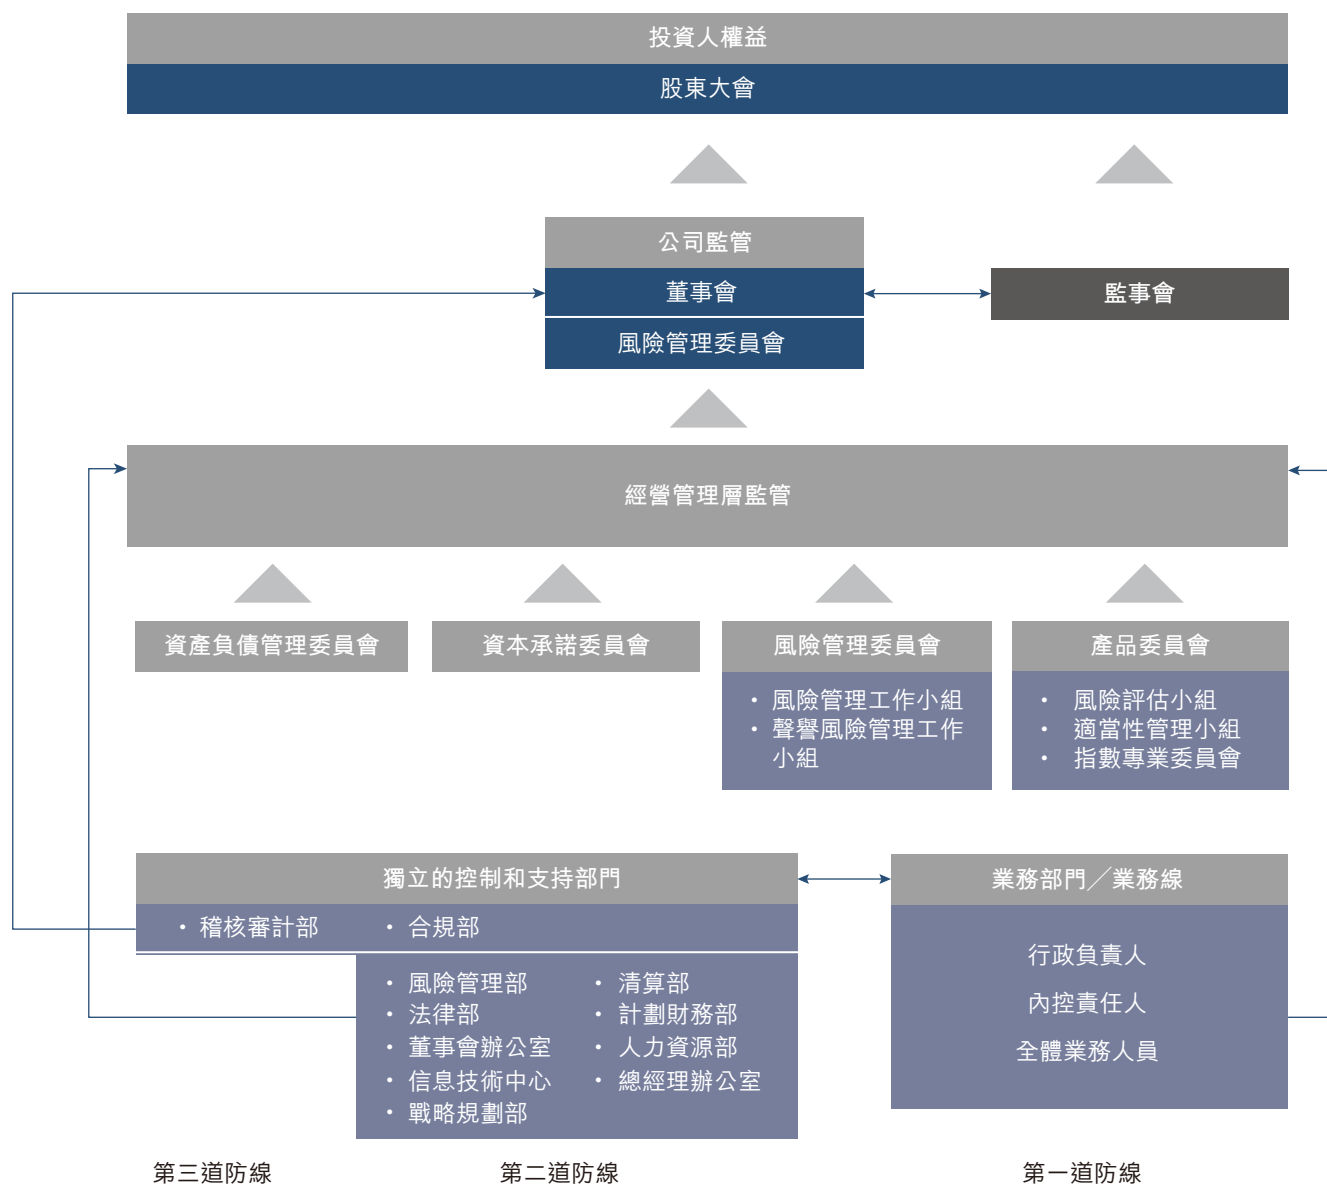 投資人權益
股東大會
公司監管
董事會
監事會
風險管理委員會
經營管理層監管
資產負債管理委員會
資本承諾委員會
風險管理委員會
• 風險管理工作小組
• 聲譽風險管理工作
小組
產品委員會
• 風險評估小組
• 適當性管理小組
• 指數專業委員會
獨立的控制和支持部門
• 稽核審計部
• 合規部
• 風險管理部
• 法律部
• 董事會辦公室
• 信息技術中心
• 戰略規劃部
• 清算部
• 計劃財務部
• 人力資源部
• 總經理辦公室
業務部門／業務線
行政負責人
內控責任人
全體業務人員
第三道防線
第二道防線
第一道防線